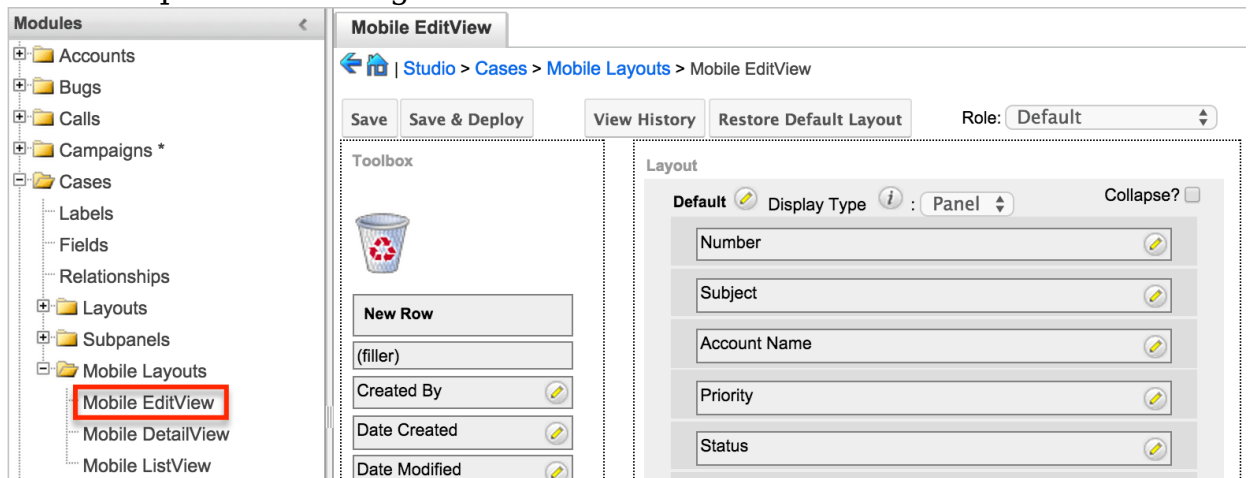 Modules
Accounts
Bugs
Calls
Campaigns *
Cases
Labels
Fields
Relationships
Layouts
Subpanels
Mobile Layouts
Mobile EditView
Mobile DetailView
Mobile ListView
Mobile EditView
| Studio > Cases > Mobile Layouts > Mobile EditView
Save Save & Deploy View History Restore Default Layout Role: Default
Toolbox
New Row
(filler)
Created By
Date Created
Date Modified
Layout
Default Display Type i : Panel Collapse?
Number
Subject
Account Name
Priority
Status